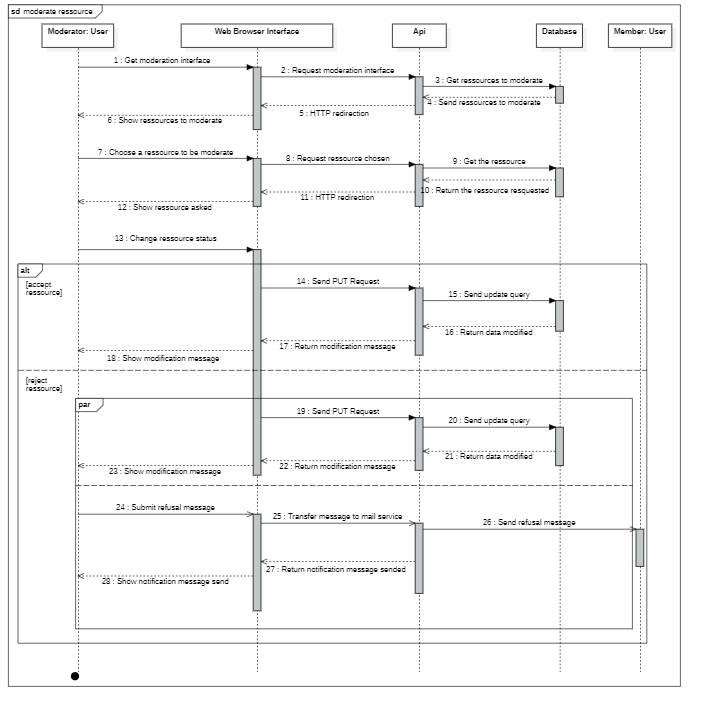 sd moderate ressource
Moderator: User
Web Browser Interface
Api
Database
Member: User
1 : Get moderation interface
2 : Request moderation interface
3 : Get ressources to moderate
4 : Send ressources to moderate
5 : HTTP redirection
6 : Show ressources to moderate
7 : Choose a ressource to be moderate
8 : Request ressource chosen
9 : Get the ressource
10 : Return the ressource resquested
11 : HTTP redirection
12 : Show ressource asked
13 : Change ressource status
alt
[accept
ressource]
14 : Send PUT Request
15 : Send update query
16 : Return data modified
17 : Return modification message
18 : Show modification message
[reject
ressource]
par
19 : Send PUT Request
20 : Send update query
21 : Return data modified
22 : Return modification message
23 : Show modification message
24 : Submit refusal message
25 : Transfer message to mail service
26 : Send refusal message
27 : Return notification message sended
28 : Show notification message send